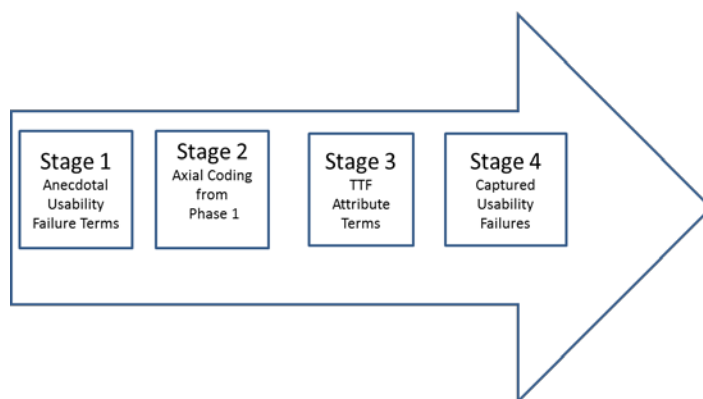 Stage 1
Anecdotal
Usability
Failure Terms
Stage 2
Axial Coding
from
Phase 1
Stage 3
TTF
Attribute
Terms
Stage 4
Captured
Usability
Failures